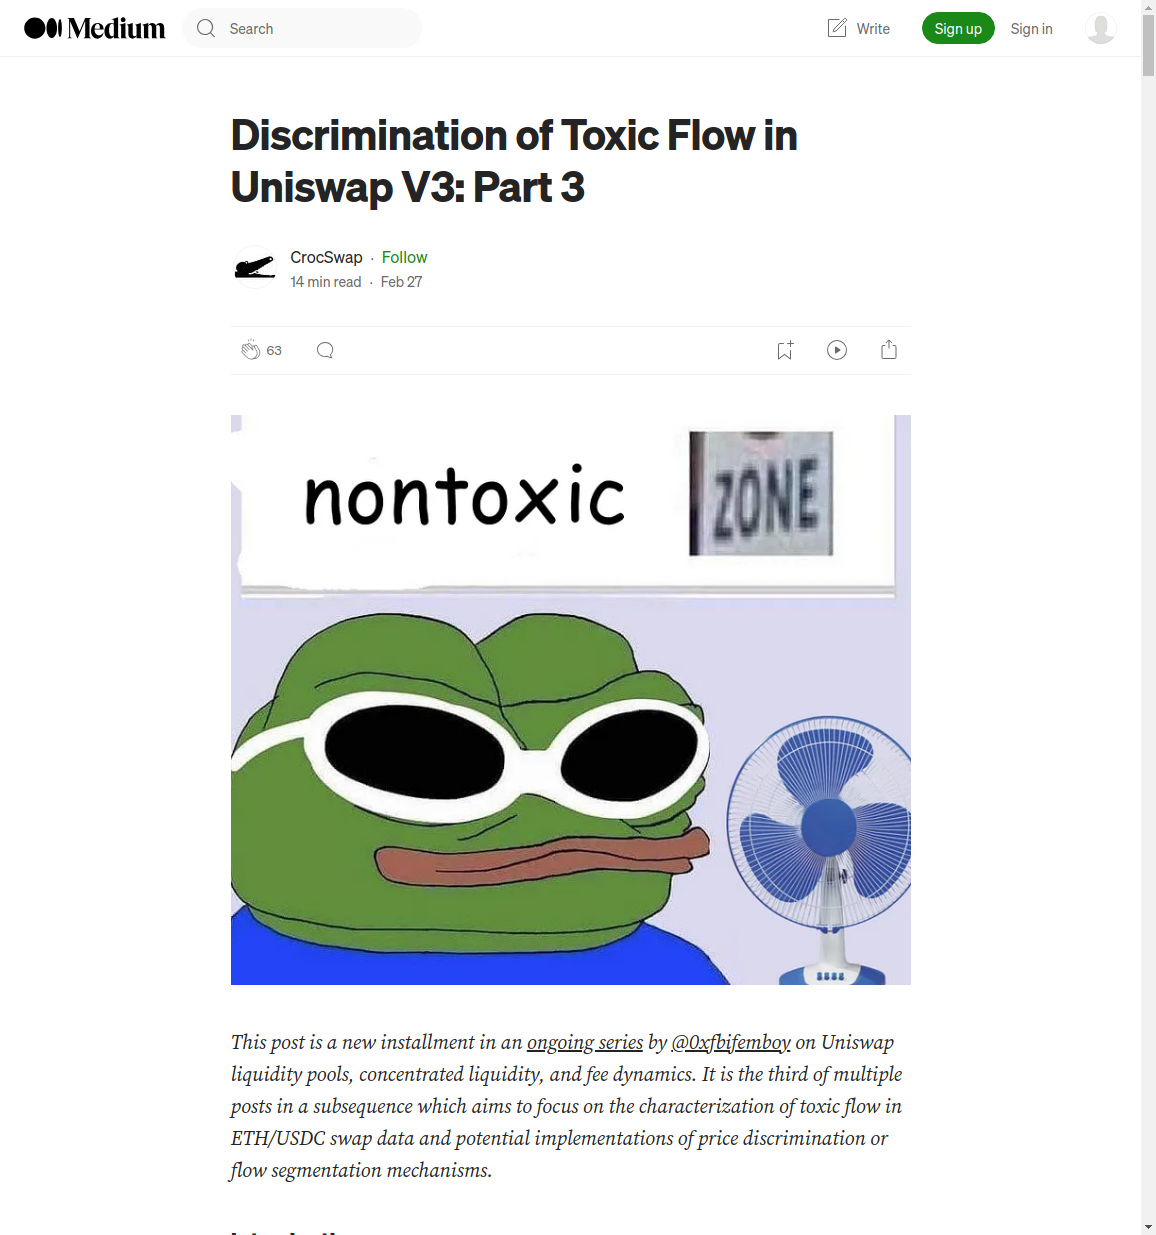 Medium
Search
Write
Sign up
Sign in
Discrimination of Toxic Flow in
Uniswap V3: Part 3
CrocSwap · Follow
14 min read · Feb 27
63
nontoxic ZONE
This post is a new installment in an ongoing series by @0xfbifemboy on Uniswap
liquidity pools, concentrated liquidity, and fee dynamics. It is the third of multiple
posts in a subsequence which aims to focus on the characterization of toxic flow in
ETH/USDC swap data and potential implementations of price discrimination or
flow segmentation mechanisms.